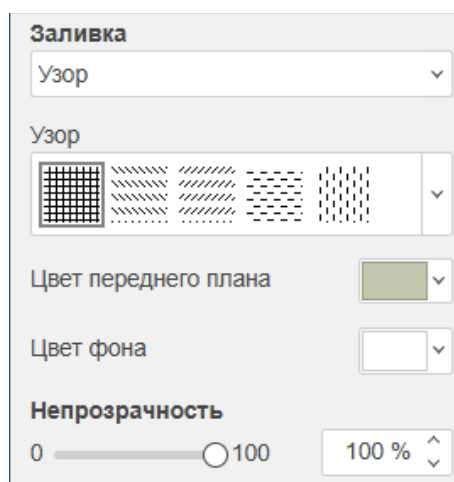 Заливка
Узор
Узор
Цвет переднего плана
Цвет фона
Непрозрачность
0 100 100 %